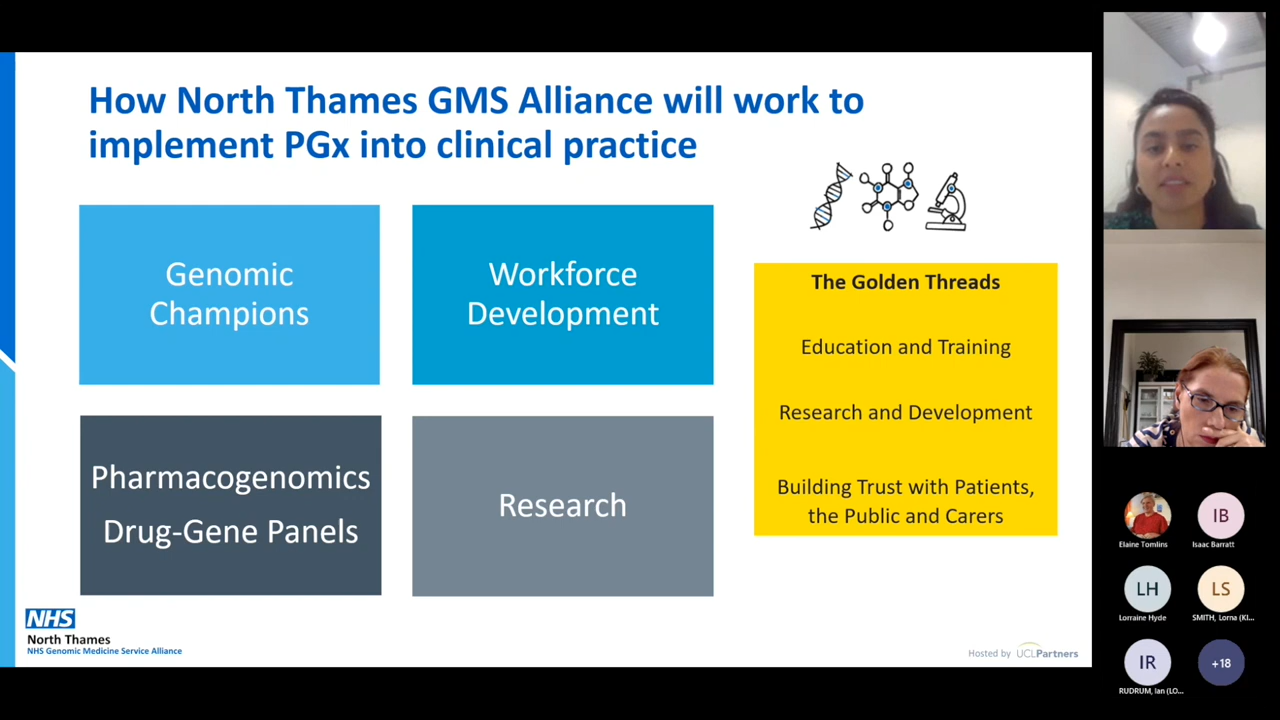 How North Thames GMS Alliance will work to
implement PGx into clinical practice
Genomic
Champions
Workforce
Development
Pharmacogenomics
Drug-Gene Panels
Research
The Golden Threads
Education and Training
Research and Development
Building Trust with Patients,
the Public and Carers
NHS
North Thames
NHS Genomic Medicine Service Alliance
Hosted by UCLPartners
Elaine Tomlins
IB
Isaac Barratt
LH
Lorraine Hyde
LS
SMITH, Lorna (KI...
IR
RUDRUM, Ian (LO...
+18